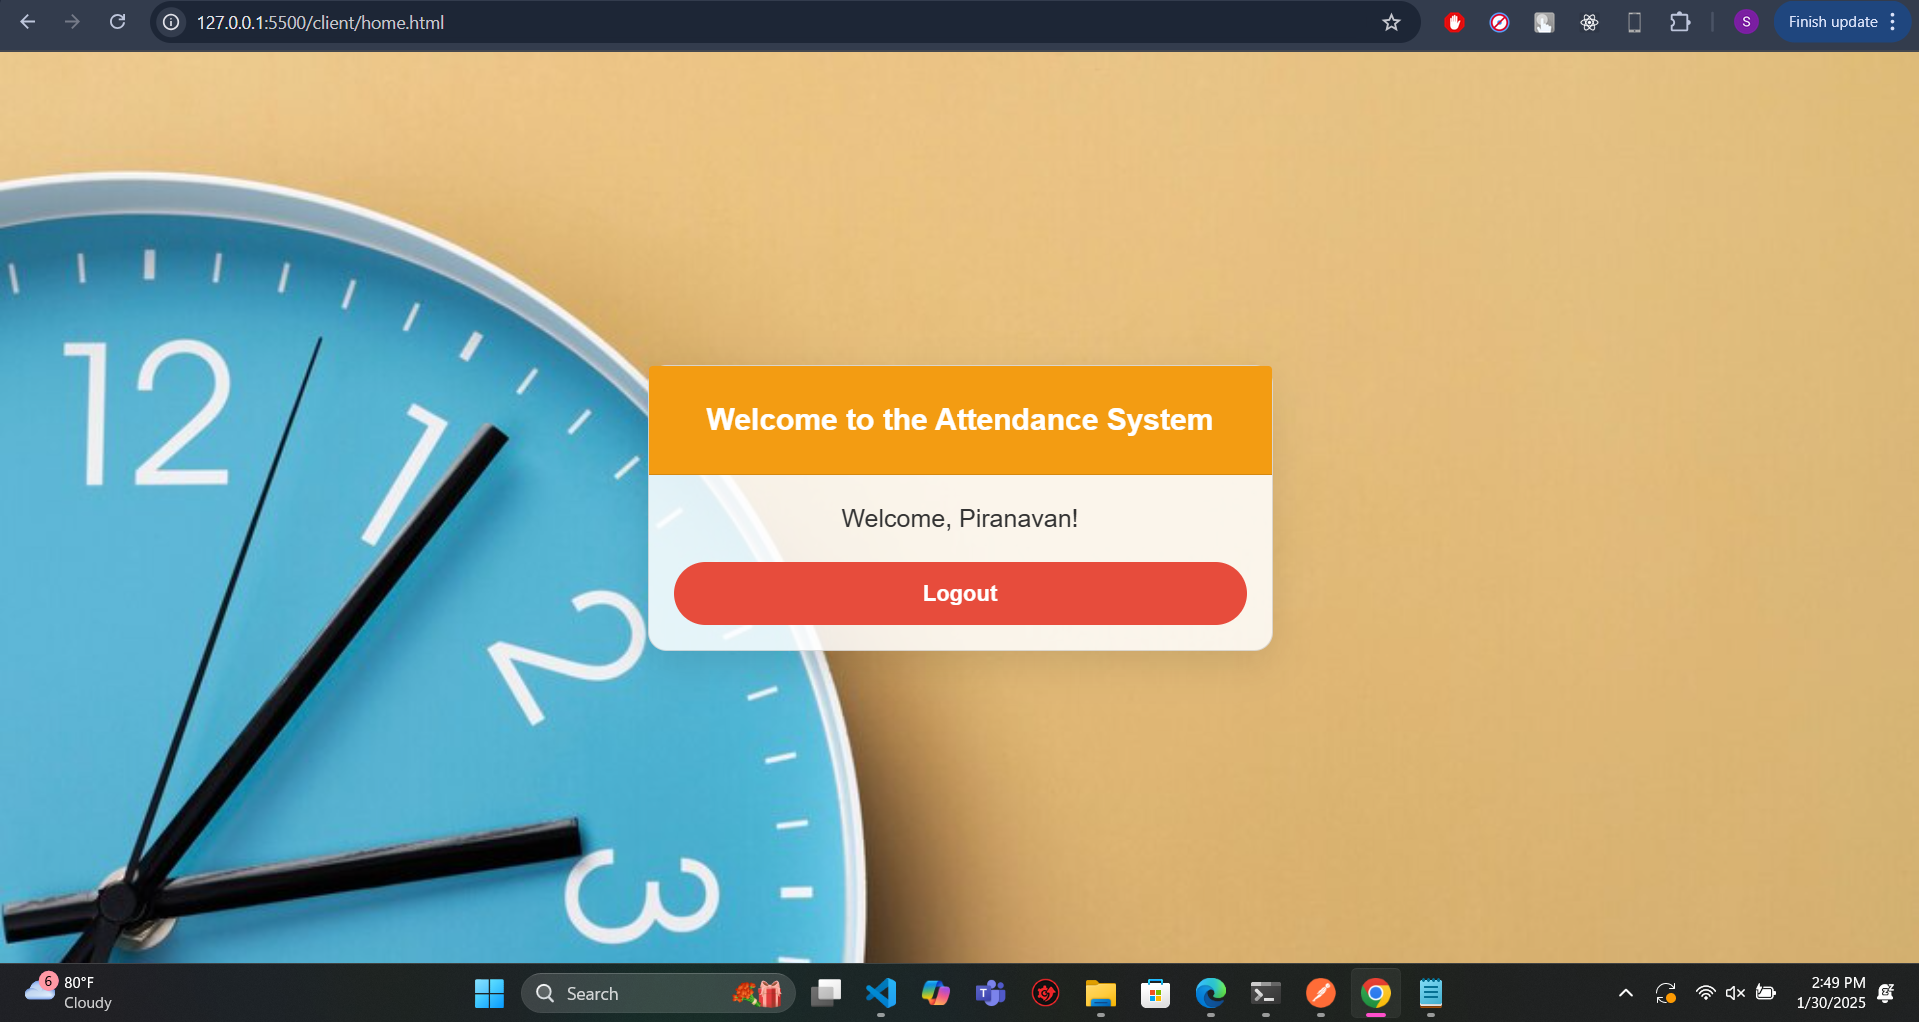 127.0.0.1:5500/client/home.html
S
Finish update
12
1
2
3
Welcome to the Attendance System
Welcome, Piranavan!
Logout
6
80°F
Cloudy
Search
2:49 PM
1/30/2025